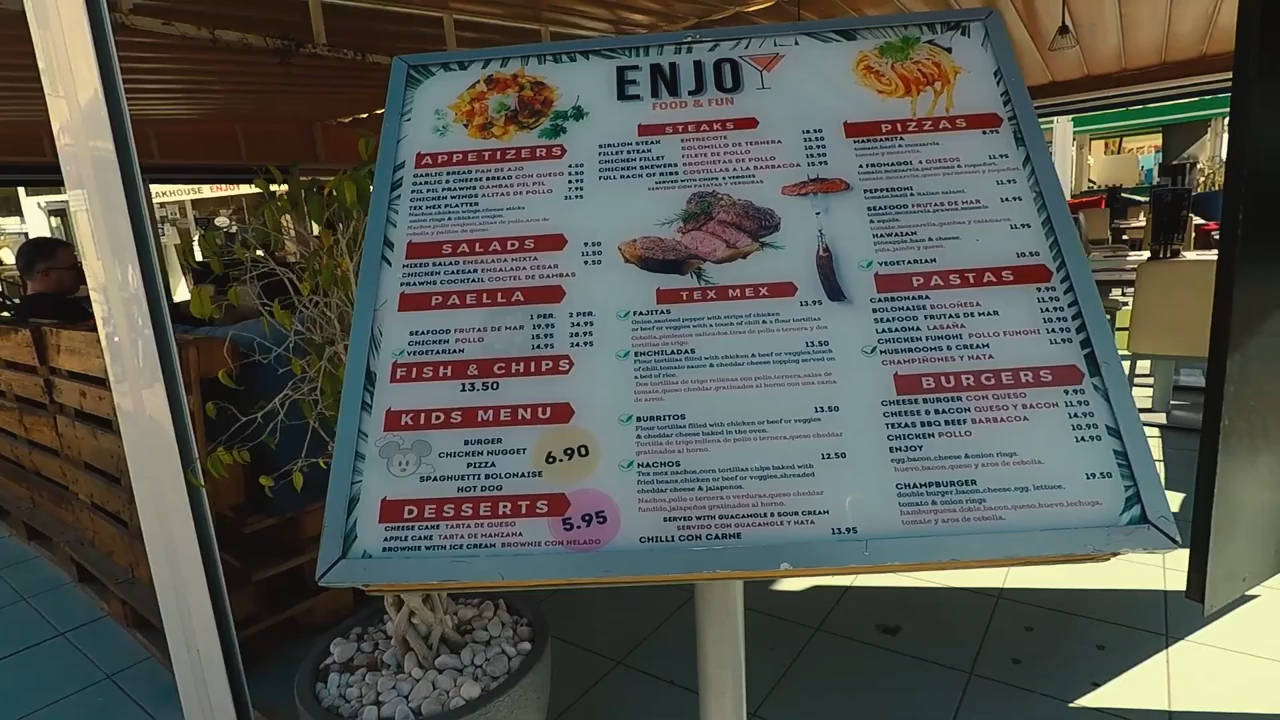 AKHOUSE ENJOY
ENJOY
FOOD & FUN
APPETIZERS
GARLIC BREAD PAN DE AJO 4.50
GARLIC & CHEESE BREAD CON QUESO 5.50
PIL PIL PRAWNS GAMBAS PIL PIL 8.95
CHICKEN WINGS ALITAS DE POLLO 7.95
TEX MEX PLATTER 21.95
Nachos, chicken wings, cheese sticks
onion rings & chicken goujon.
Nachos, pollo goujons, alitas de pollo, aros de
cebolla y palitos de queso.
SALADS
MIXED SALAD ENSALADA MIXTA 9.50
CHICKEN CAESAR ENSALADA CESAR 11.50
PRAWNS COCKTAIL COCTEL DE GAMBAS 9.50
PAELLA
1 PER. 2 PER.
SEAFOOD FRUTAS DE MAR 19.95 34.95
CHICKEN POLLO 15.95 28.95
VEGETARIAN 14.95 24.95
FISH & CHIPS
13.50
KIDS MENU
BURGER
CHICKEN NUGGET
PIZZA
SPAGHUETTI BOLONAISE
HOT DOG
6.90
DESSERTS
CHEESE CAKE TARTA DE QUESO
APPLE CAKE TARTA DE MANZANA
BROWNIE WITH ICE CREAM BROWNIE CON HELADO
5.95
STEAKS
SIRLION STEAK ENTRECOTE 18.50
FILLET STEAK SOLOMILLO DE TERNERA 23.50
CHICKEN FILLET FILETE DE POLLO 10.90
CHICKEN SKEWERS BROCHETAS DE POLLO 15.50
FULL RACK OF RIBS COSTILLAS A LA BARBACOA 15.95
SERVED WITH CHIPS & VEGGIES
SERVIDO CON PATATAS Y VERDURAS
TEX MEX
FAJITAS 13.95
Onion, sauteed pepper with strips of chicken
or beef or veggies with a touch of chili & 3 flour tortillas
Cebolla, pimientos salteados, tiras de pollo o ternera y dos
tortillas de trigo.
ENCHILADAS 13.50
Flour tortillas filled with chicken & beef or veggies, touch
of chili, tomato sauce & cheddar cheese topping served on
a bed of rice.
Dos tortillas de trigo rellenas con pollo, ternera, salsa de
tomate, queso cheddar, gratinados al horno con una cama
de arroz.
BURRITOS 13.50
Flour tortillas filled with chicken or beef or veggies
& cheddar cheese baked in the oven.
Tortilla de trigo rellena de pollo o ternera, queso cheddar
gratinados al horno.
NACHOS 12.50
Tex mex nachos, corn tortillas chips baked with
fried beans, chicken or beef or veggies, shreaded
cheddar cheese & jalapeños.
Nachos, pollo o ternera o verduras, queso cheddar
fundido, jalapeños gratinados al horno.
SERVED WITH GUACAMOLE & SOUR CREAM
SERVIDO CON GUACAMOLE Y NATA
CHILLI CON CARNE 13.95
PIZZAS
MARGARITA 8.95
tomato, basil & mozzarela.
tomate y mozzarella.
4 FROMAGGI 4 QUESOS 11.95
tomato, mozzarela, parmesan & roquefort.
tomate, mozzarela, queso parmesano y roquefort.
PEPPERONI 11.95
tomato, basil & italian salami.
SEAFOOD FRUTAS DE MAR 14.95
tomato, mozzarela, prawns, mussels
& squids.
tomate, mozzarella, gambas y calamares.
HAWAIAN 11.95
pineapple, ham & cheese.
piña, jamón y queso.
VEGETARIAN 10.50
PASTAS
CARBONARA 9.90
BOLONAISE BOLOÑESA 11.90
SEAFOOD FRUTAS DE MAR 14.90
LASAGNA LASAÑA 10.90
CHICKEN FUNGHI POLLO FUNGHI 14.90
MUSHROOMS & CREAM 11.90
CHAMPIÑONES Y NATA
BURGERS
CHEESE BURGER CON QUESO 9.90
CHEESE & BACON QUESO Y BACON 11.90
TEXAS BBQ BEEF BARBACOA 14.90
CHICKEN POLLO 10.90
ENJOY 14.90
egg, bacon, cheese & onion rings.
huevo, bacon, queso y aros de cebolla.
CHAMPBURGER 19.50
double burger, bacon, cheese, egg, lettuce,
tomato & onion rings
hamburguesa doble, bacon, queso, huevo, lechuga,
tomate y aros de cebolla.